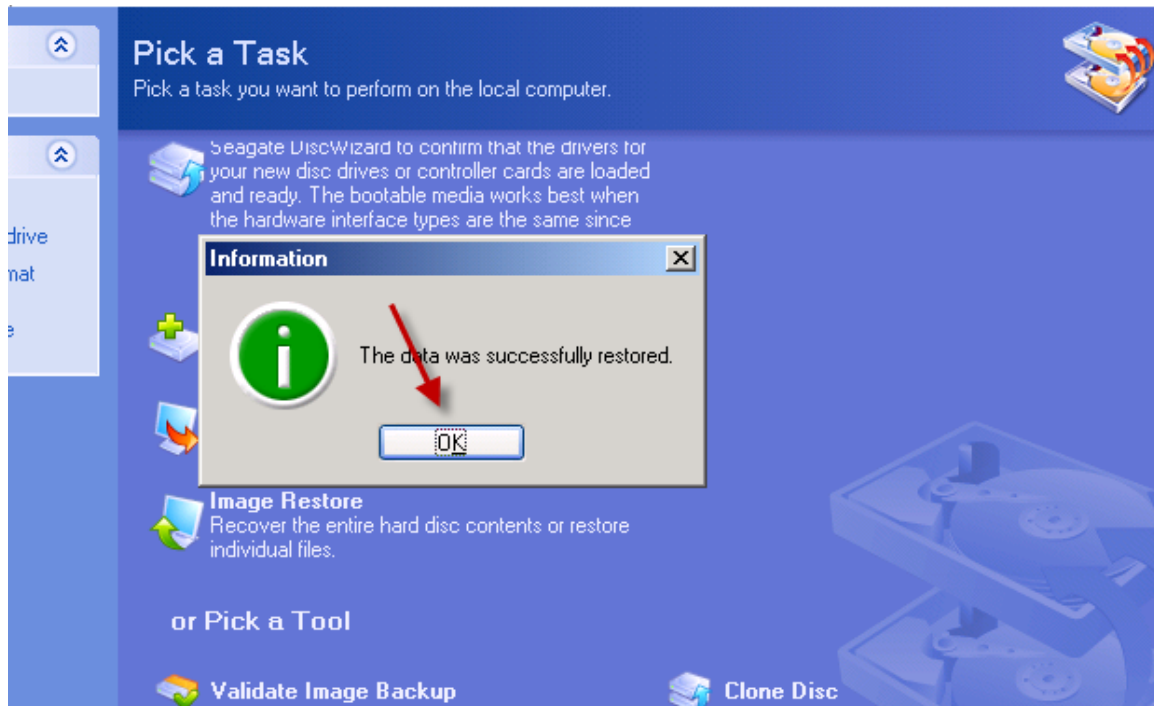 Pick a Task
Pick a task you want to perform on the local computer.
Seagate DiscWizard to confirm that the drivers for
your new disc drives or controller cards are loaded
and ready. The bootable media works best when
the hardware interface types are the same since
drive
mat
e
Information
The data was successfully restored.
OK
Image Restore
Recover the entire hard disc contents or restore
individual files.
or Pick a Tool
Validate Image Backup
Clone Disc